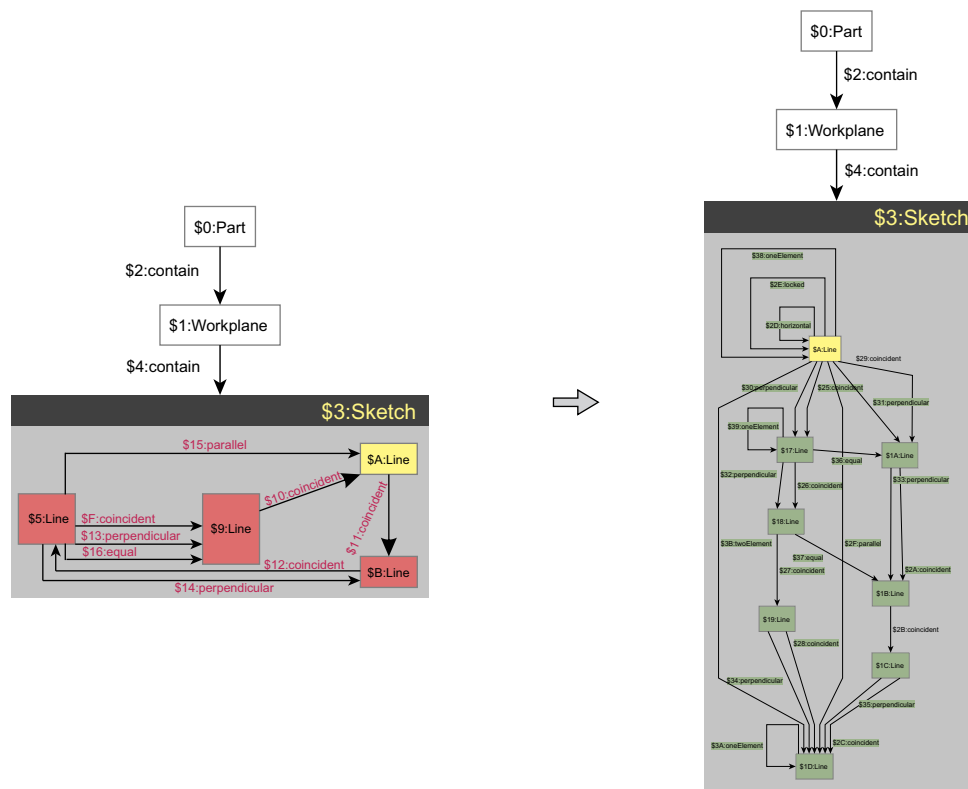 $0:Part
$2:contain
$1:Workplane
$4:contain
$3:Sketch
$15:parallel
$A:Line
$10:coincident
$5:Line
$F:coincident
$9:Line
$13:perpendicular
$16:equal
$11:coincident
$12:coincident
$B:Line
$14:perpendicular
$0:Part
$2:contain
$1:Workplane
$4:contain
$3:Sketch
$38:oneElement
$2E:locked
$2D:horizontal
$A:Line
$29:coincident
$30:perpendicular
$25:coincident
$31:perpendicular
$39:oneElement
$17:Line
$36:equal
$1A:Line
$32:perpendicular
$33:perpendicular
$26:coincident
$18:Line
$3B:twoElement
$2F:parallel
$37:equal
$27:coincident
$2A:coincident
$1B:Line
$19:Line
$2B:coincident
$28:coincident
$1C:Line
$34:perpendicular
$35:perpendicular
$3A:oneElement
$2C:coincident
$1D:Line